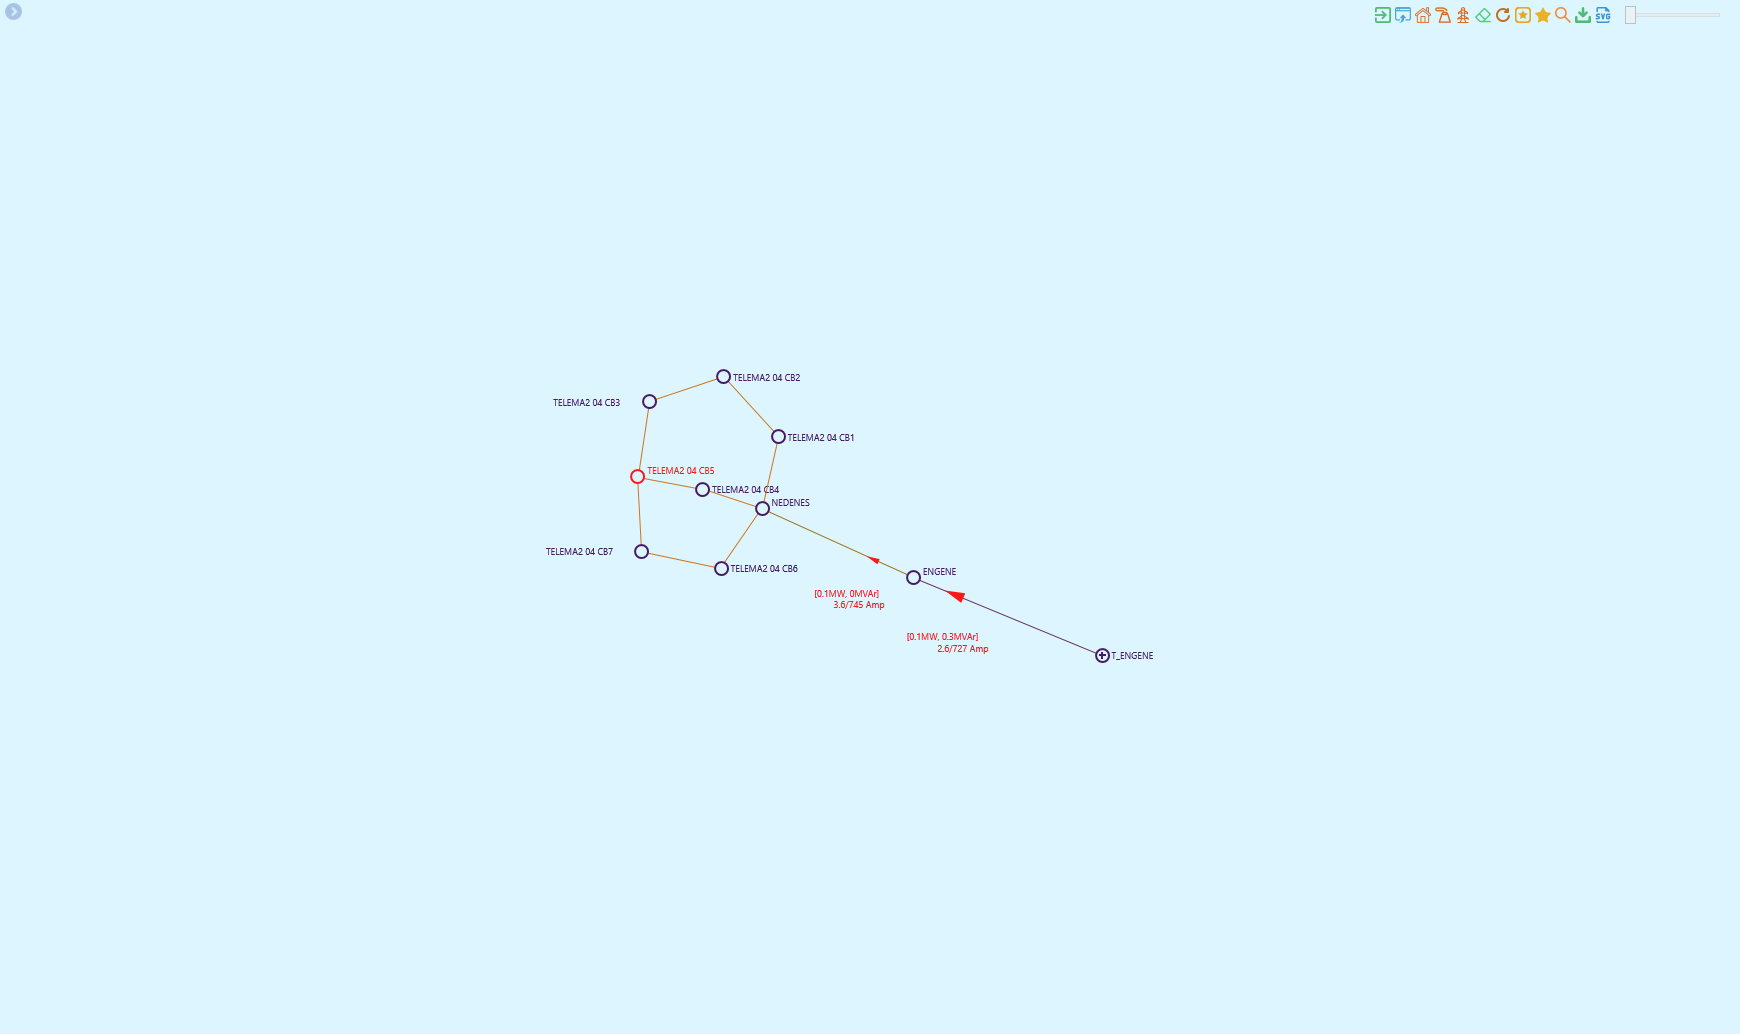 SVG
TELEMA2 04 CB2
TELEMA2 04 CB3
TELEMA2 04 CB1
TELEMA2 04 CB5
TELEMA2 04 CB4
NEDENES
TELEMA2 04 CB7
TELEMA2 04 CB6
ENGENE
[0.1MW, 0MVAr]
3.6/745 Amp
[0.1MW, 0.3MVAr]
2.6/727 Amp
T_ENGENE